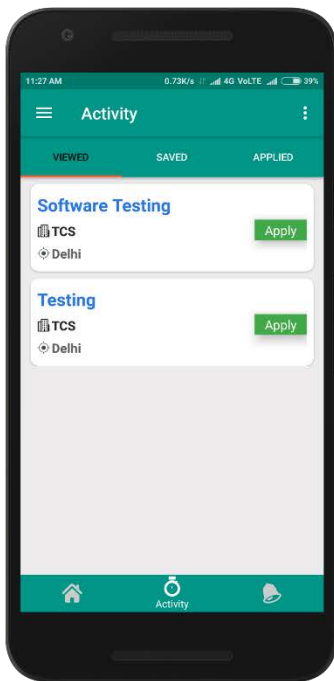 11:27 AM 0.73K/s 4G VoLTE 39%
Activity
VIEWED SAVED APPLIED
Software Testing
TCS
Apply
Delhi
Testing
TCS
Apply
Delhi
Activity